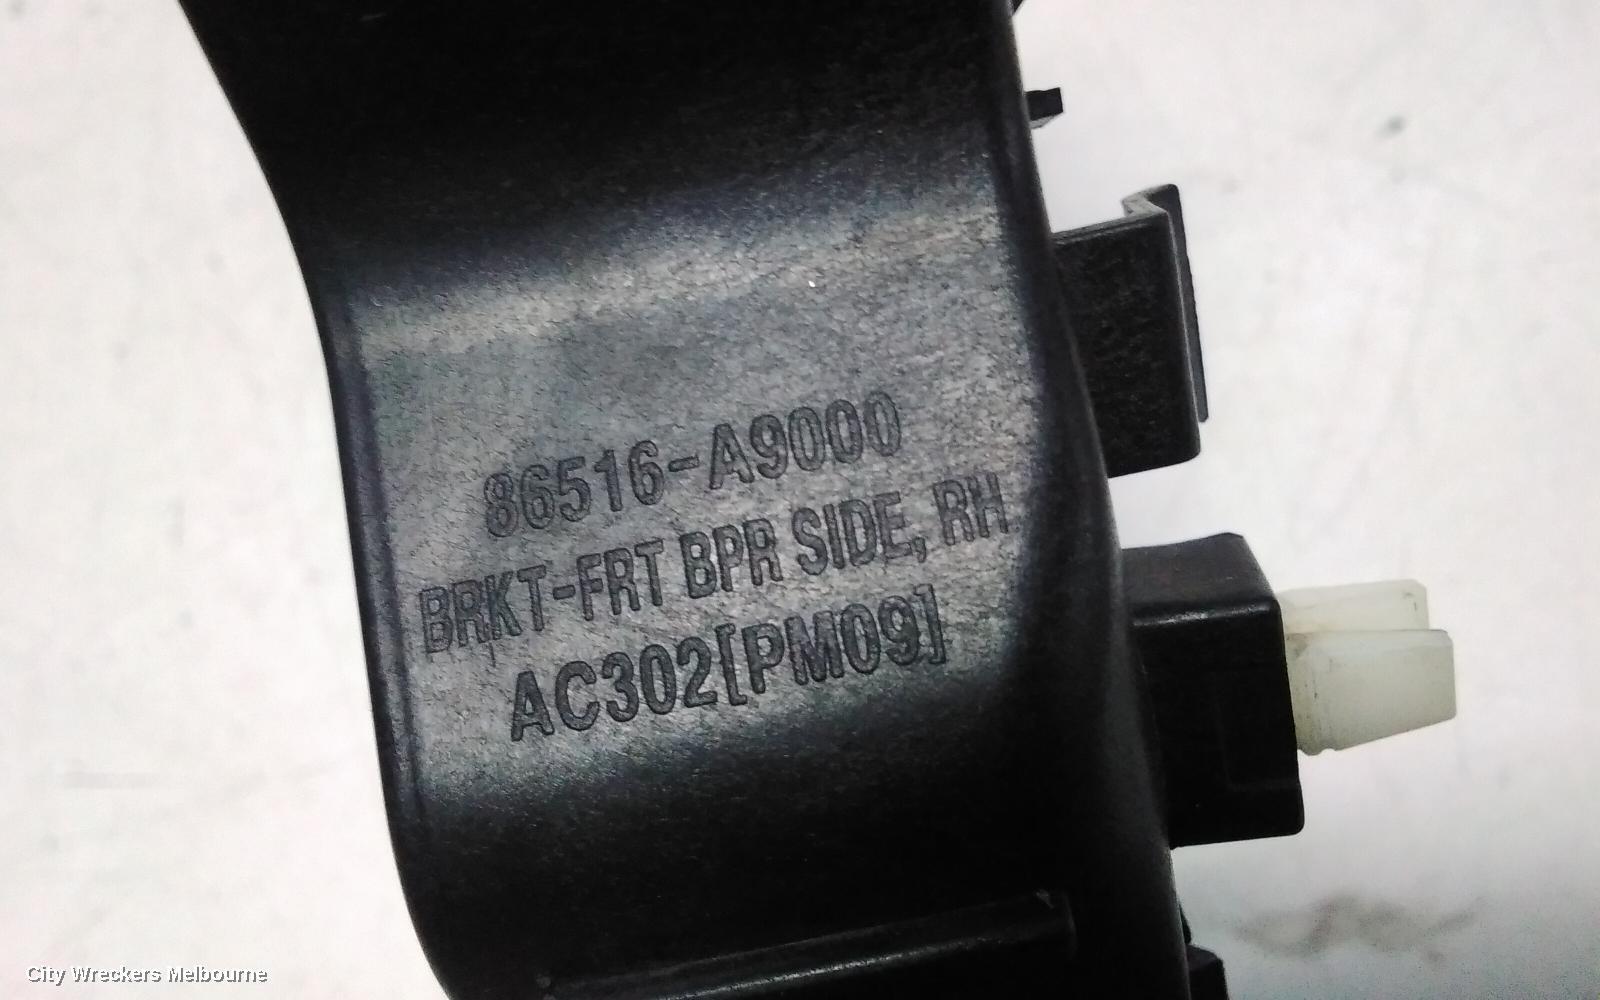 86516-A9000
BRKT-FRT BPR SIDE, RH
AC302[PM09]
City Wreckers Melbourne